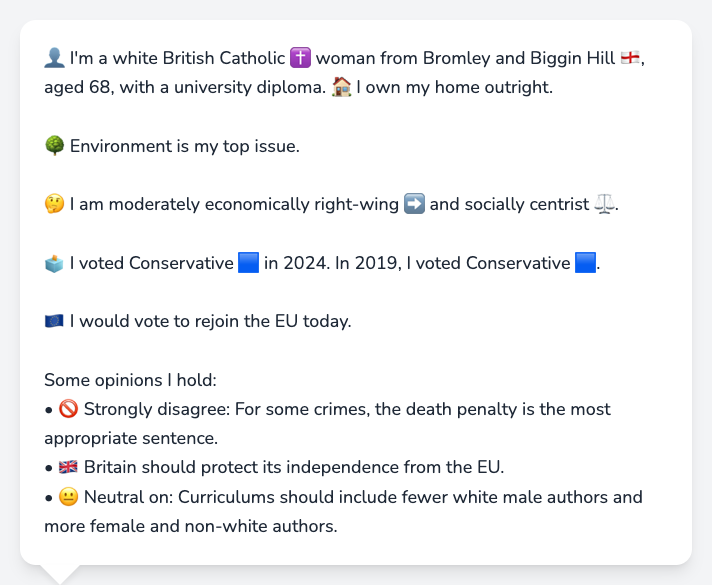 👤 I'm a white British Catholic ✝️ woman from Bromley and Biggin Hill 🏴󠁧󠁢󠁥󠁮󠁧󠁿,
aged 68, with a university diploma. 🏠 I own my home outright.
🌳 Environment is my top issue.
🤔 I am moderately economically right-wing ➡️ and socially centrist ⚖️.
🗳️ I voted Conservative 🟦 in 2024. In 2019, I voted Conservative 🟦.
🇪🇺 I would vote to rejoin the EU today.
Some opinions I hold:
• 🚫 Strongly disagree: For some crimes, the death penalty is the most
appropriate sentence.
• 🇬🇧 Britain should protect its independence from the EU.
• 😐 Neutral on: Curriculums should include fewer white male authors and
more female and non-white authors.